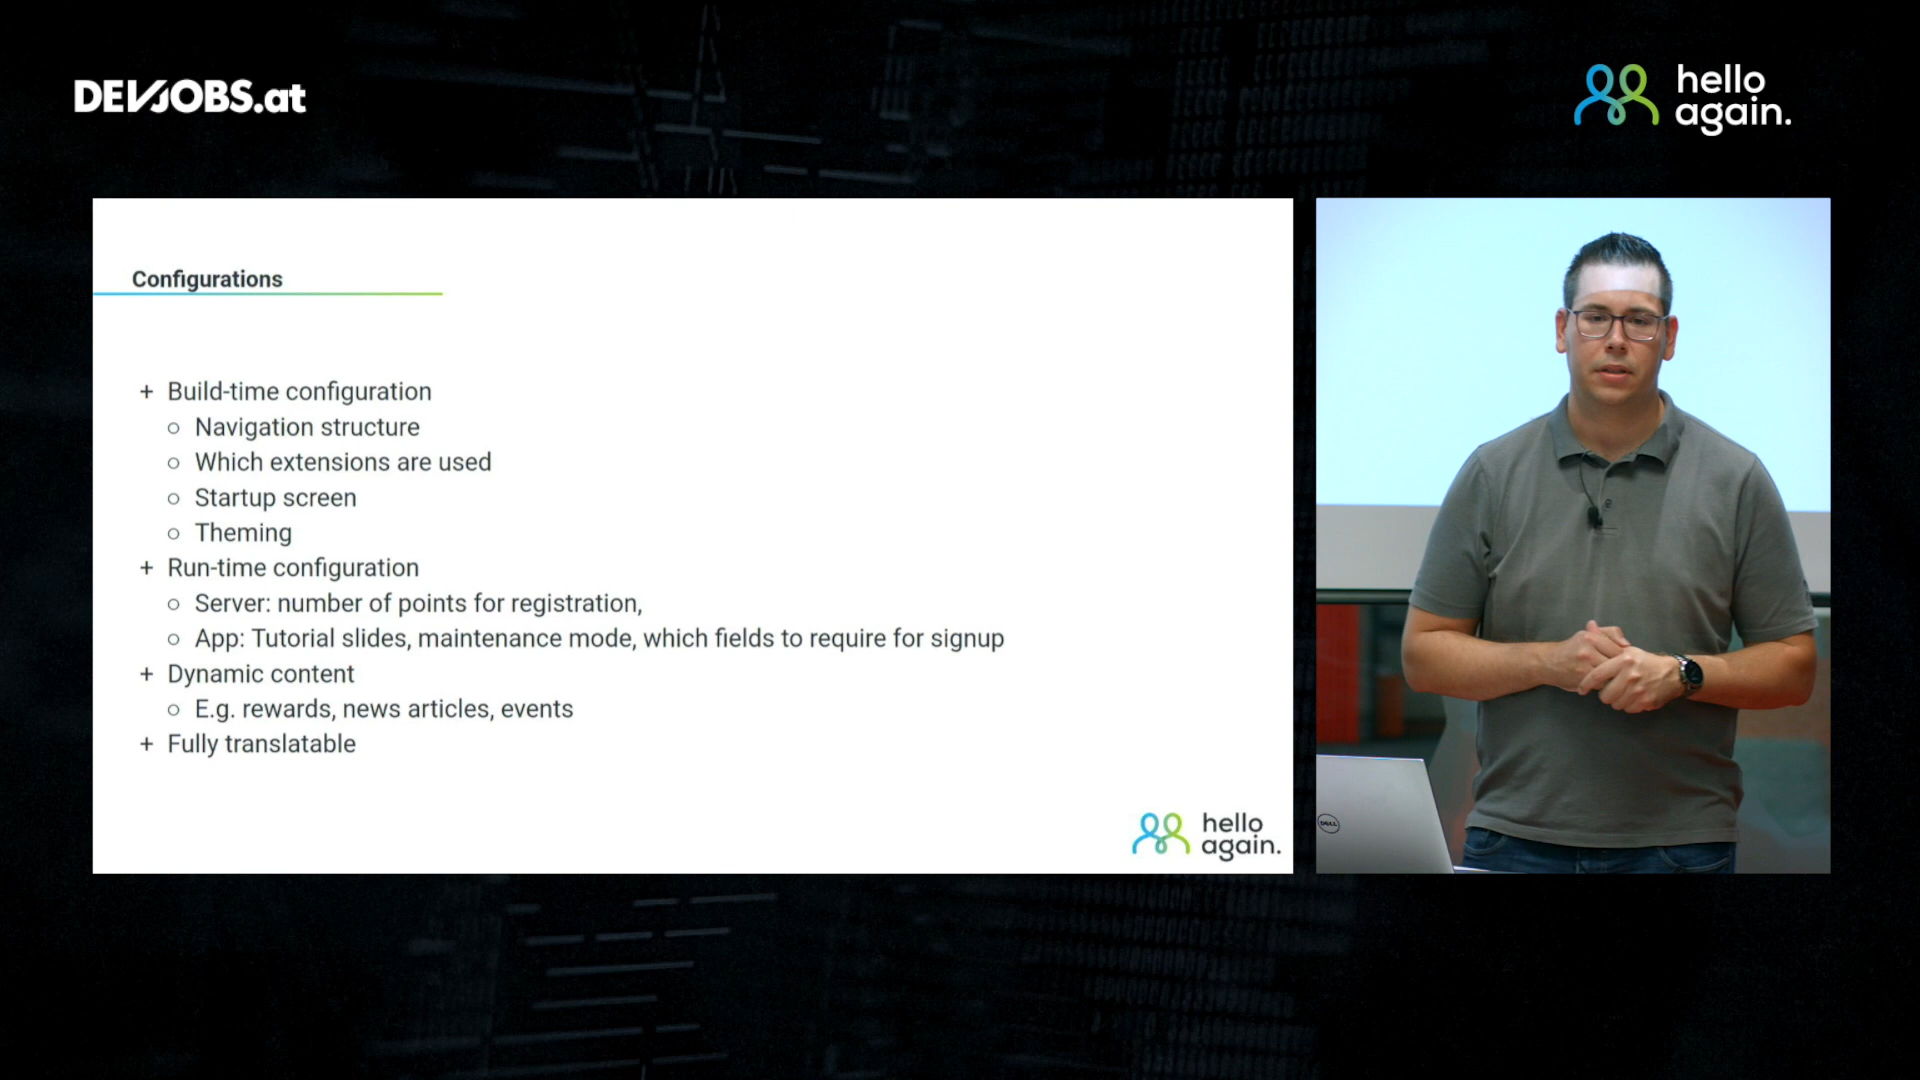 DEVJOBS.at
hello
again.
Configurations
+ Build-time configuration
○ Navigation structure
○ Which extensions are used
○ Startup screen
○ Theming
+ Run-time configuration
○ Server: number of points for registration,
○ App: Tutorial slides, maintenance mode, which fields to require for signup
+ Dynamic content
○ E.g. rewards, news articles, events
+ Fully translatable
hello
again.
DELL